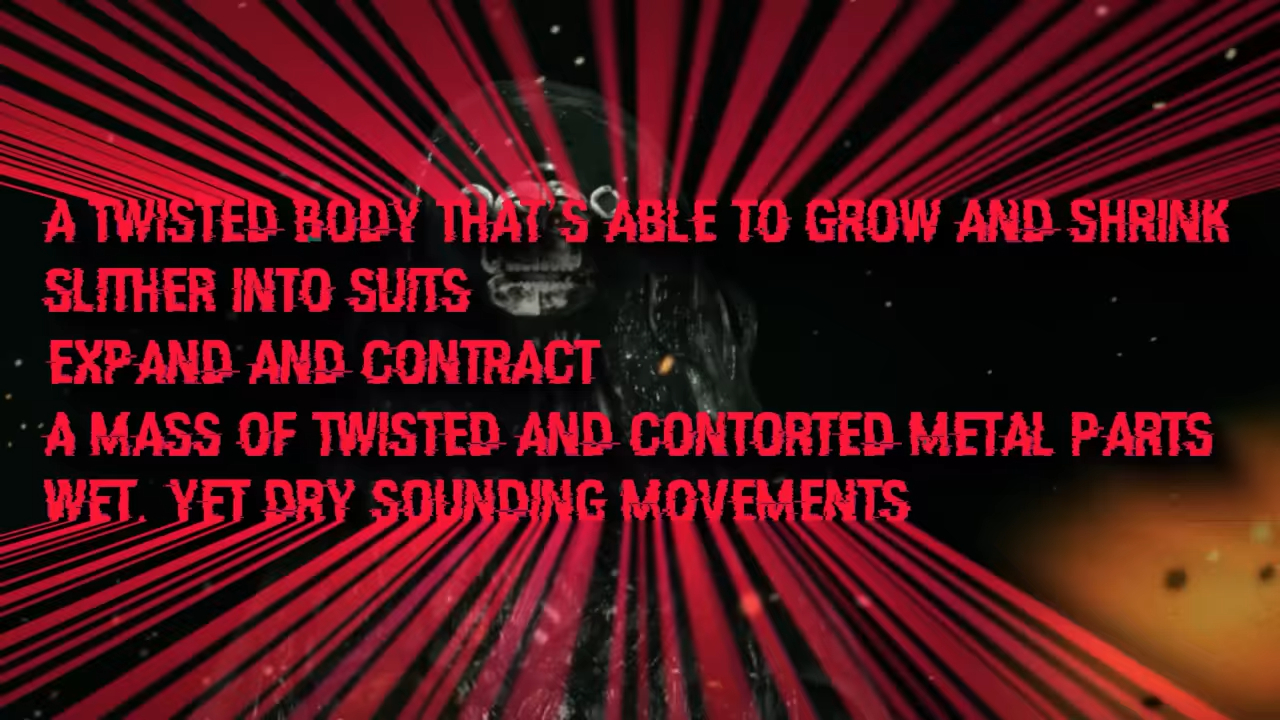 A TWISTED BODY THAT'S ABLE TO GROW AND SHRINK
SLITHER INTO SUITS
EXPAND AND CONTRACT
A MASS OF TWISTED AND CONTORTED METAL PARTS
WET. YET DRY SOUNDING MOVEMENTS